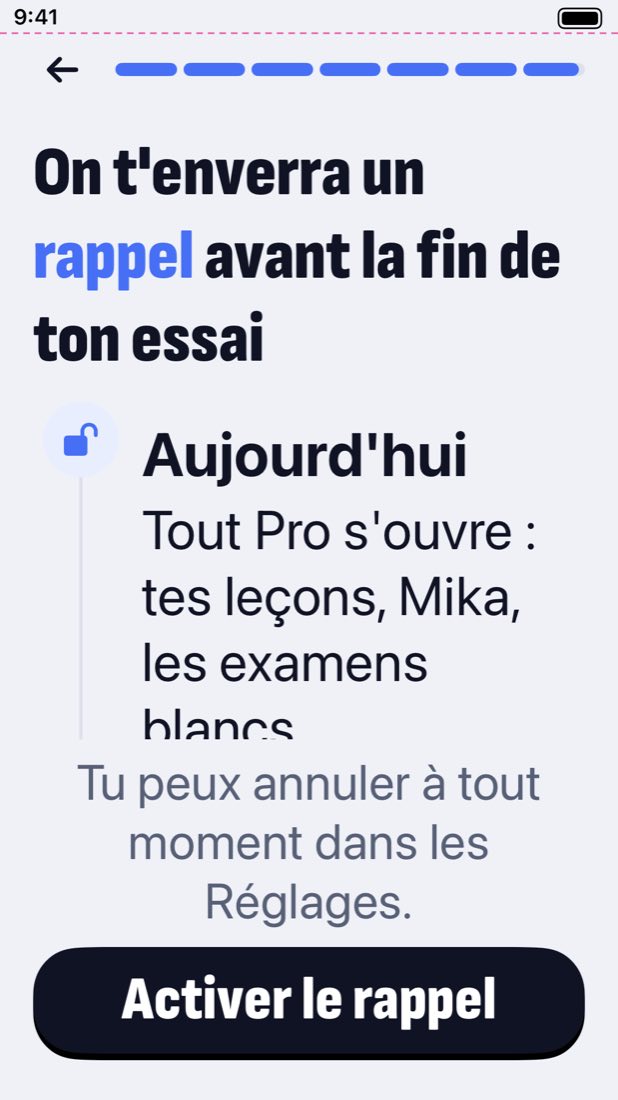 9:41
On t'enverra un
rappel avant la fin de
ton essai
Aujourd'hui
Tout Pro s'ouvre :
tes leçons, Mika,
les examens
blancs
Tu peux annuler à tout
moment dans les
Réglages.
Activer le rappel